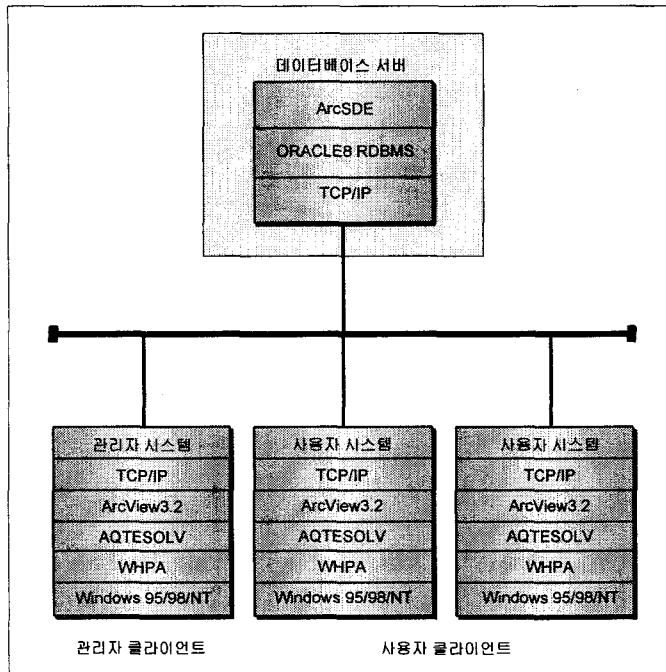 데이터베이스 서버
ArcSDE
ORACLE8 RDBMS
TCP/IP
관리자 시스템
TCP/IP
ArcView3.2
AQTESOLV
WHPA
Windows 95/98/NT
사용자 시스템
TCP/IP
ArcView3.2
AQTESOLV
WHPA
Windows 95/98/NT
사용자 시스템
TCP/IP
ArcView3.2
AQTESOLV
WHPA
Windows 95/98/NT
관리자 클라이언트
사용자 클라이언트